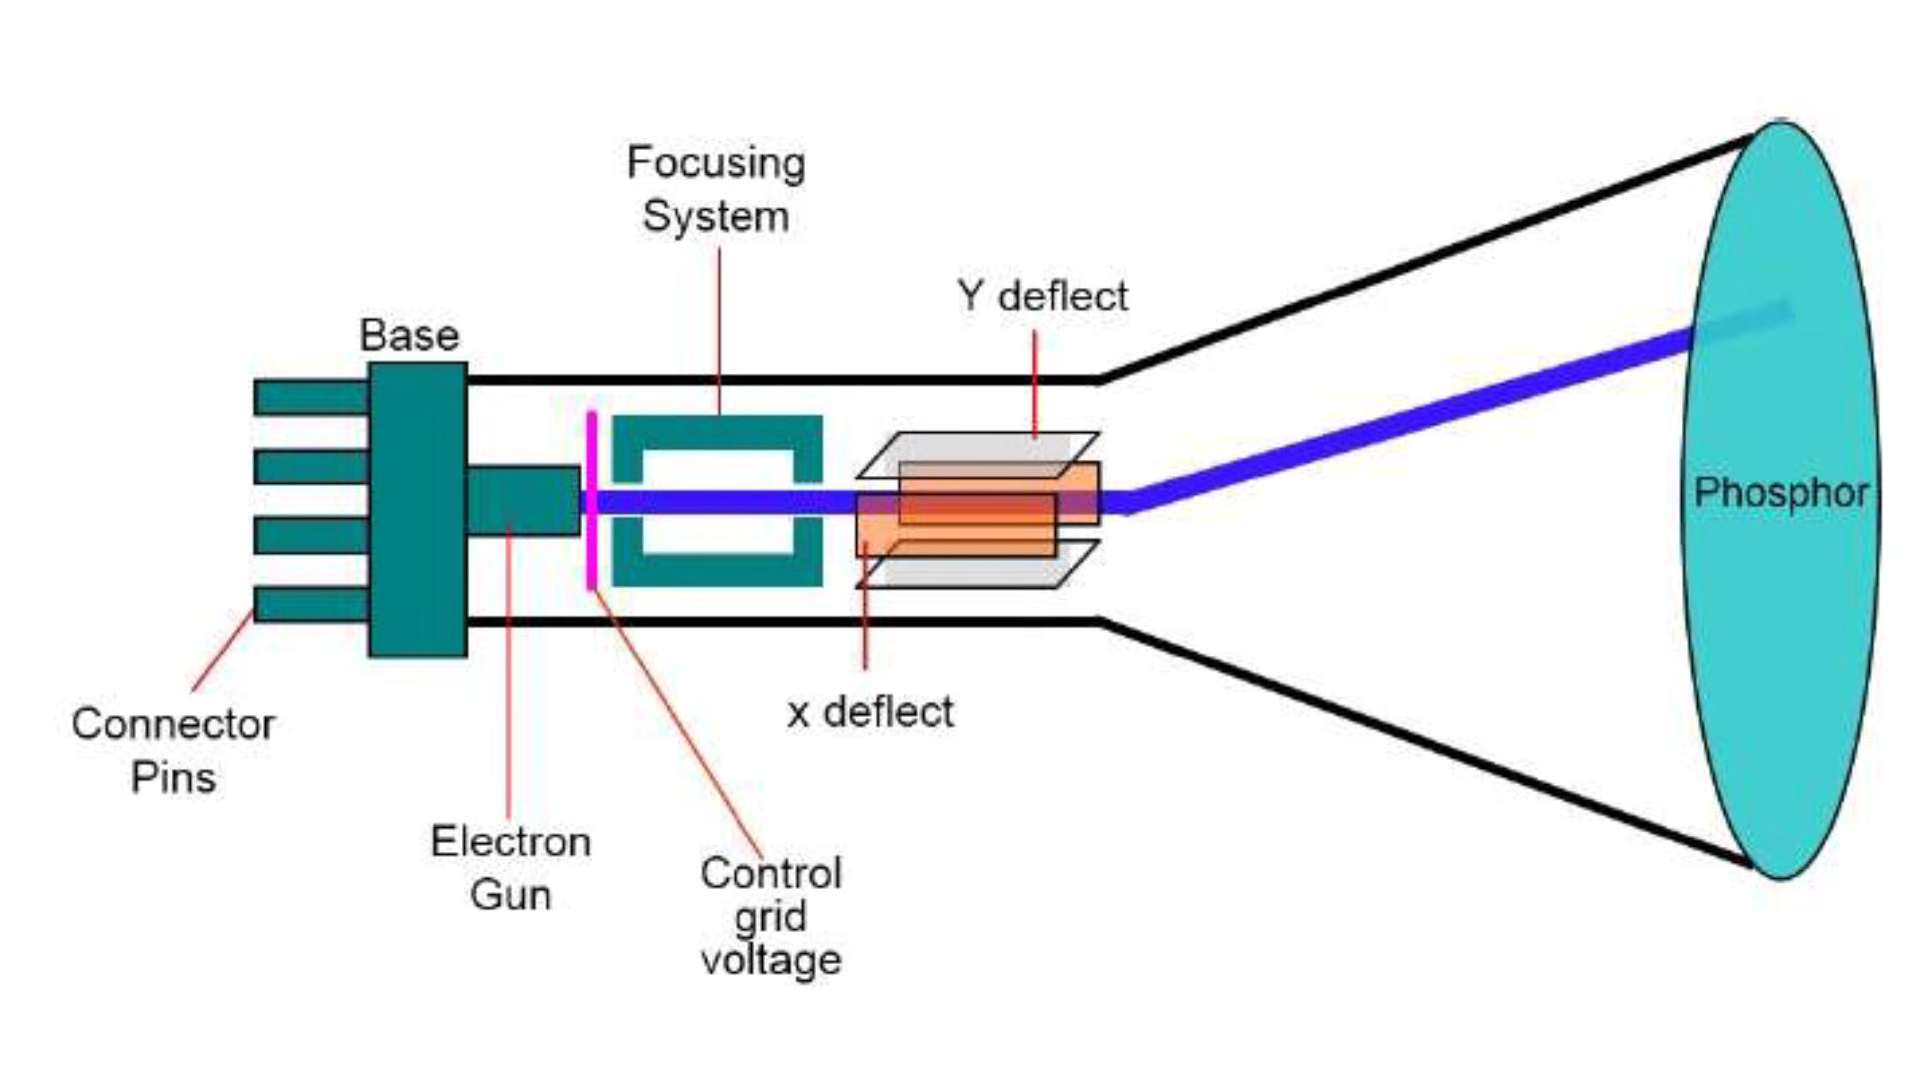 Focusing
System
Y deflect
Base
Phosphor
x deflect
Connector
Pins
Electron
Gun
Control
grid
voltage